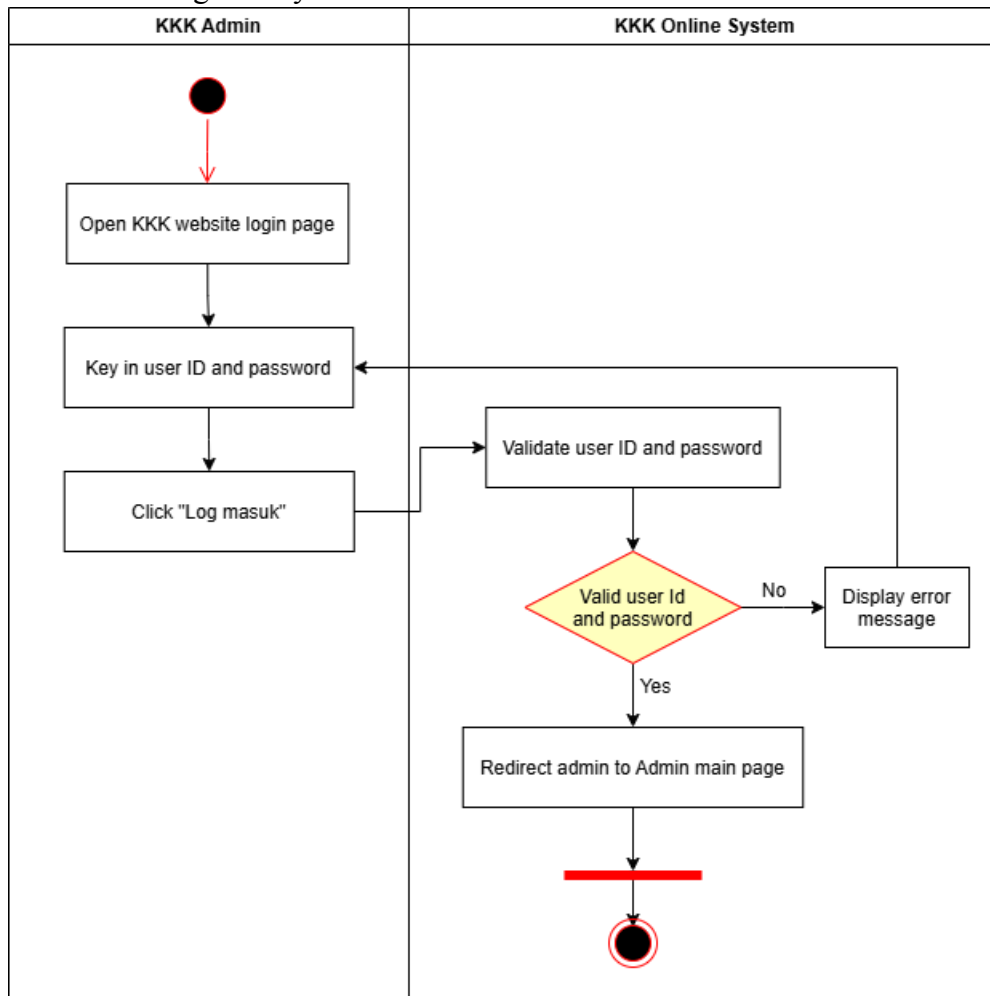 KKK Admin
KKK Online System
Open KKK website login page
Key in user ID and password
Validate user ID and password
Click "Log masuk"
Valid user Id
and password
No
Display error
message
Yes
Redirect admin to Admin main page